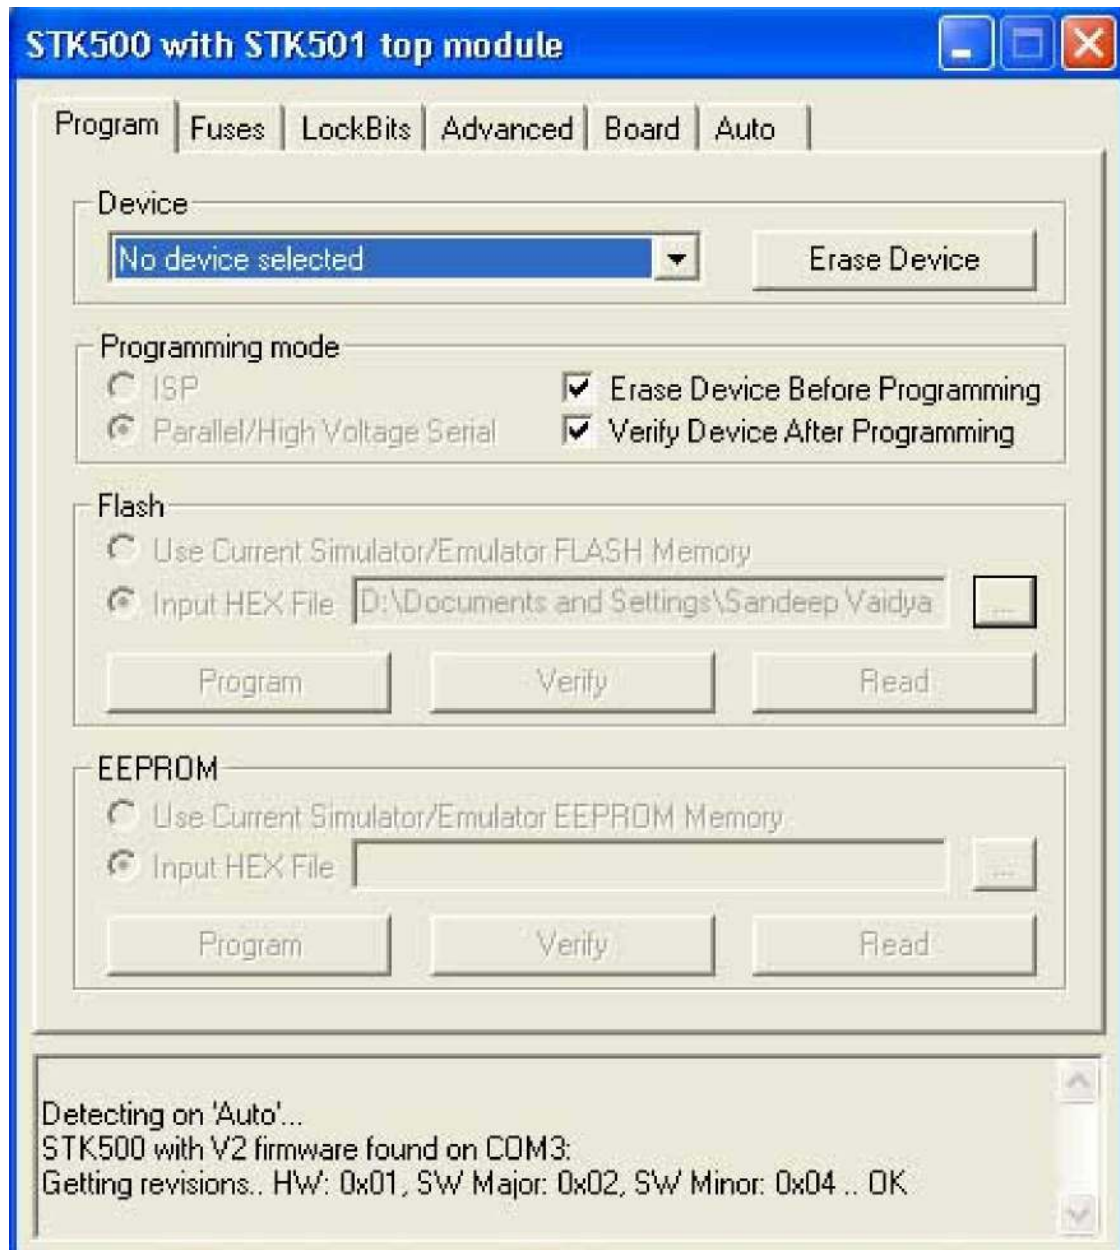 STK500 with STK501 top module
Program Fuses LockBits Advanced Board Auto
Device
No device selected Erase Device
Programming mode
ISP Erase Device Before Programming
Parallel/High Voltage Serial Verify Device After Programming
Flash
Use Current Simulator/Emulator FLASH Memory
Input HEX File D:\Documents and Settings\Sandeep Vaidya ...
Program Verify Read
EEPROM
Use Current Simulator/Emulator EEPROM Memory
Input HEX File ...
Program Verify Read
Detecting on 'Auto'...
STK500 with V2 firmware found on COM3:
Getting revisions.. HW: 0x01, SW Major: 0x02, SW Minor: 0x04 .. OK